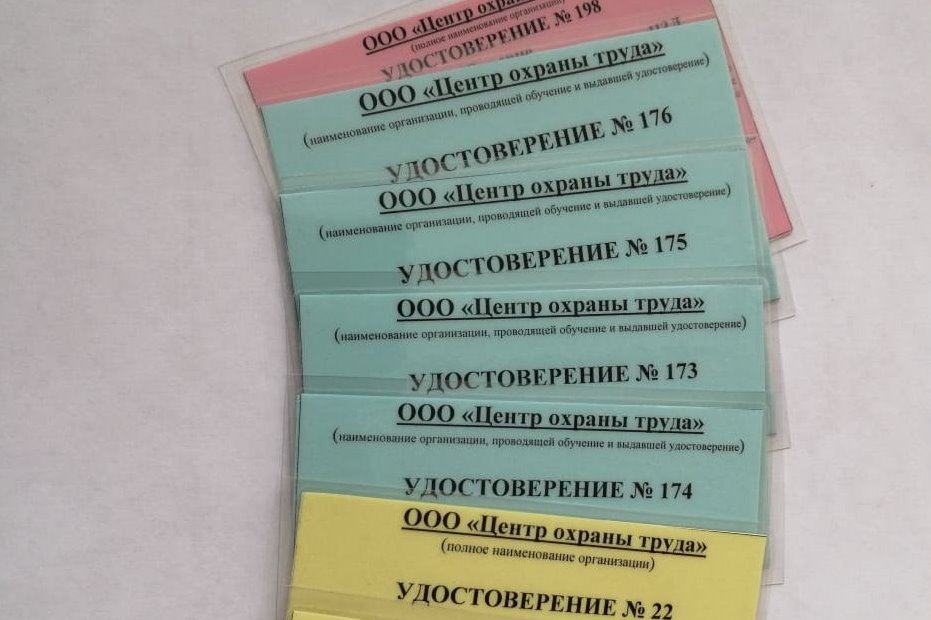 ООО «Центр охраны
(полное наименование организации)
УДОСТОВЕРЕНИЕ № 198
ООО «Центр охраны труда»
(наименование организации, проводящей обучение и выдавшей удостоверение)
УДОСТОВЕРЕНИЕ № 176
ООО «Центр охраны труда»
(наименование организации, проводящей обучение и выдавшей удостоверение)
УДОСТОВЕРЕНИЕ № 175
ООО «Центр охраны труда»
(наименование организации, проводящей обучение и выдавшей удостоверение)
УДОСТОВЕРЕНИЕ № 173
ООО «Центр охраны труда»
(наименование организации, проводящей обучение и выдавшей удостоверение)
УДОСТОВЕРЕНИЕ № 174
ООО «Центр охраны труда»
(полное наименование организации)
УДОСТОВЕРЕНИЕ № 22